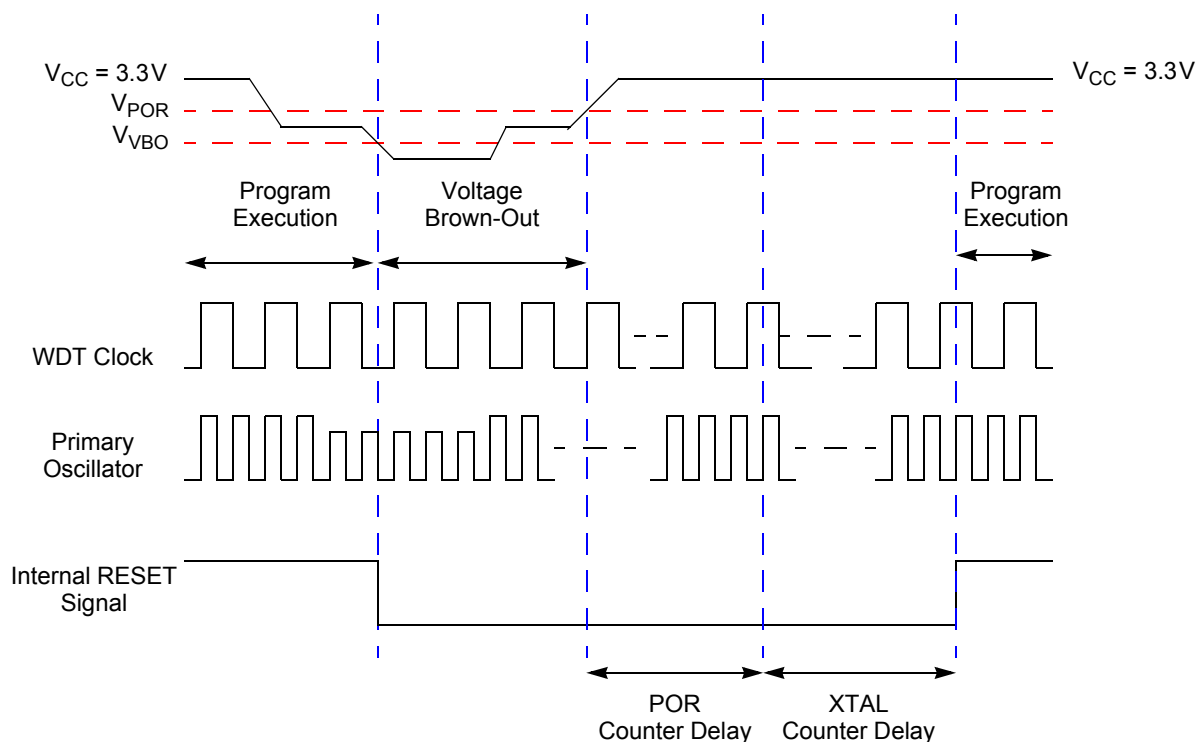 VCC = 3.3V
VCC = 3.3V
VPOR
VVBO
Program
Execution
Voltage
Brown-Out
Program
Execution
WDT Clock
Primary
Oscillator
Internal RESET
Signal
POR
Counter Delay
XTAL
Counter Delay